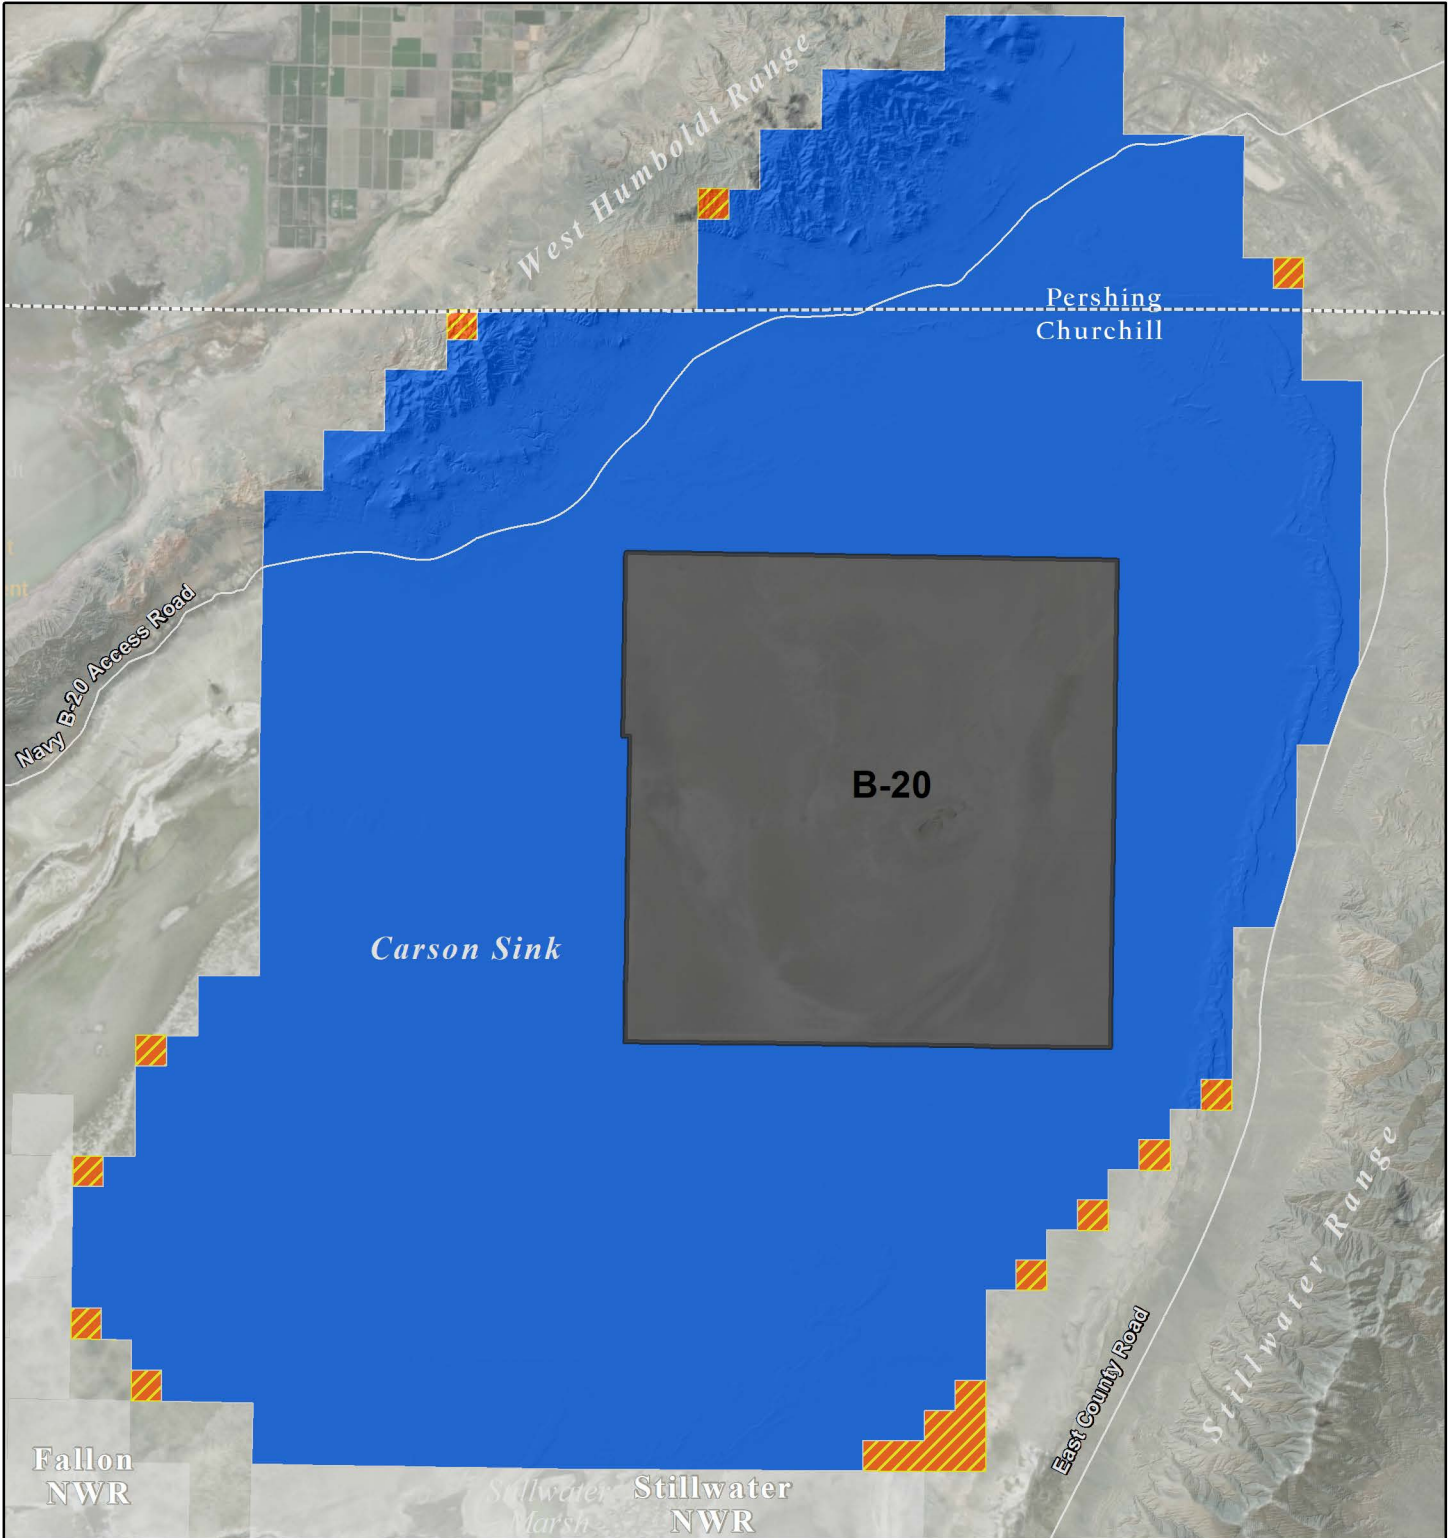 West Humboldt Range
Pershing
Churchill
Navy B-20 Access Road
B-20
Carson Sink
Stillwater Range
East County Road
Fallon
NWR
Stillwater
Marsh
Stillwater
NWR